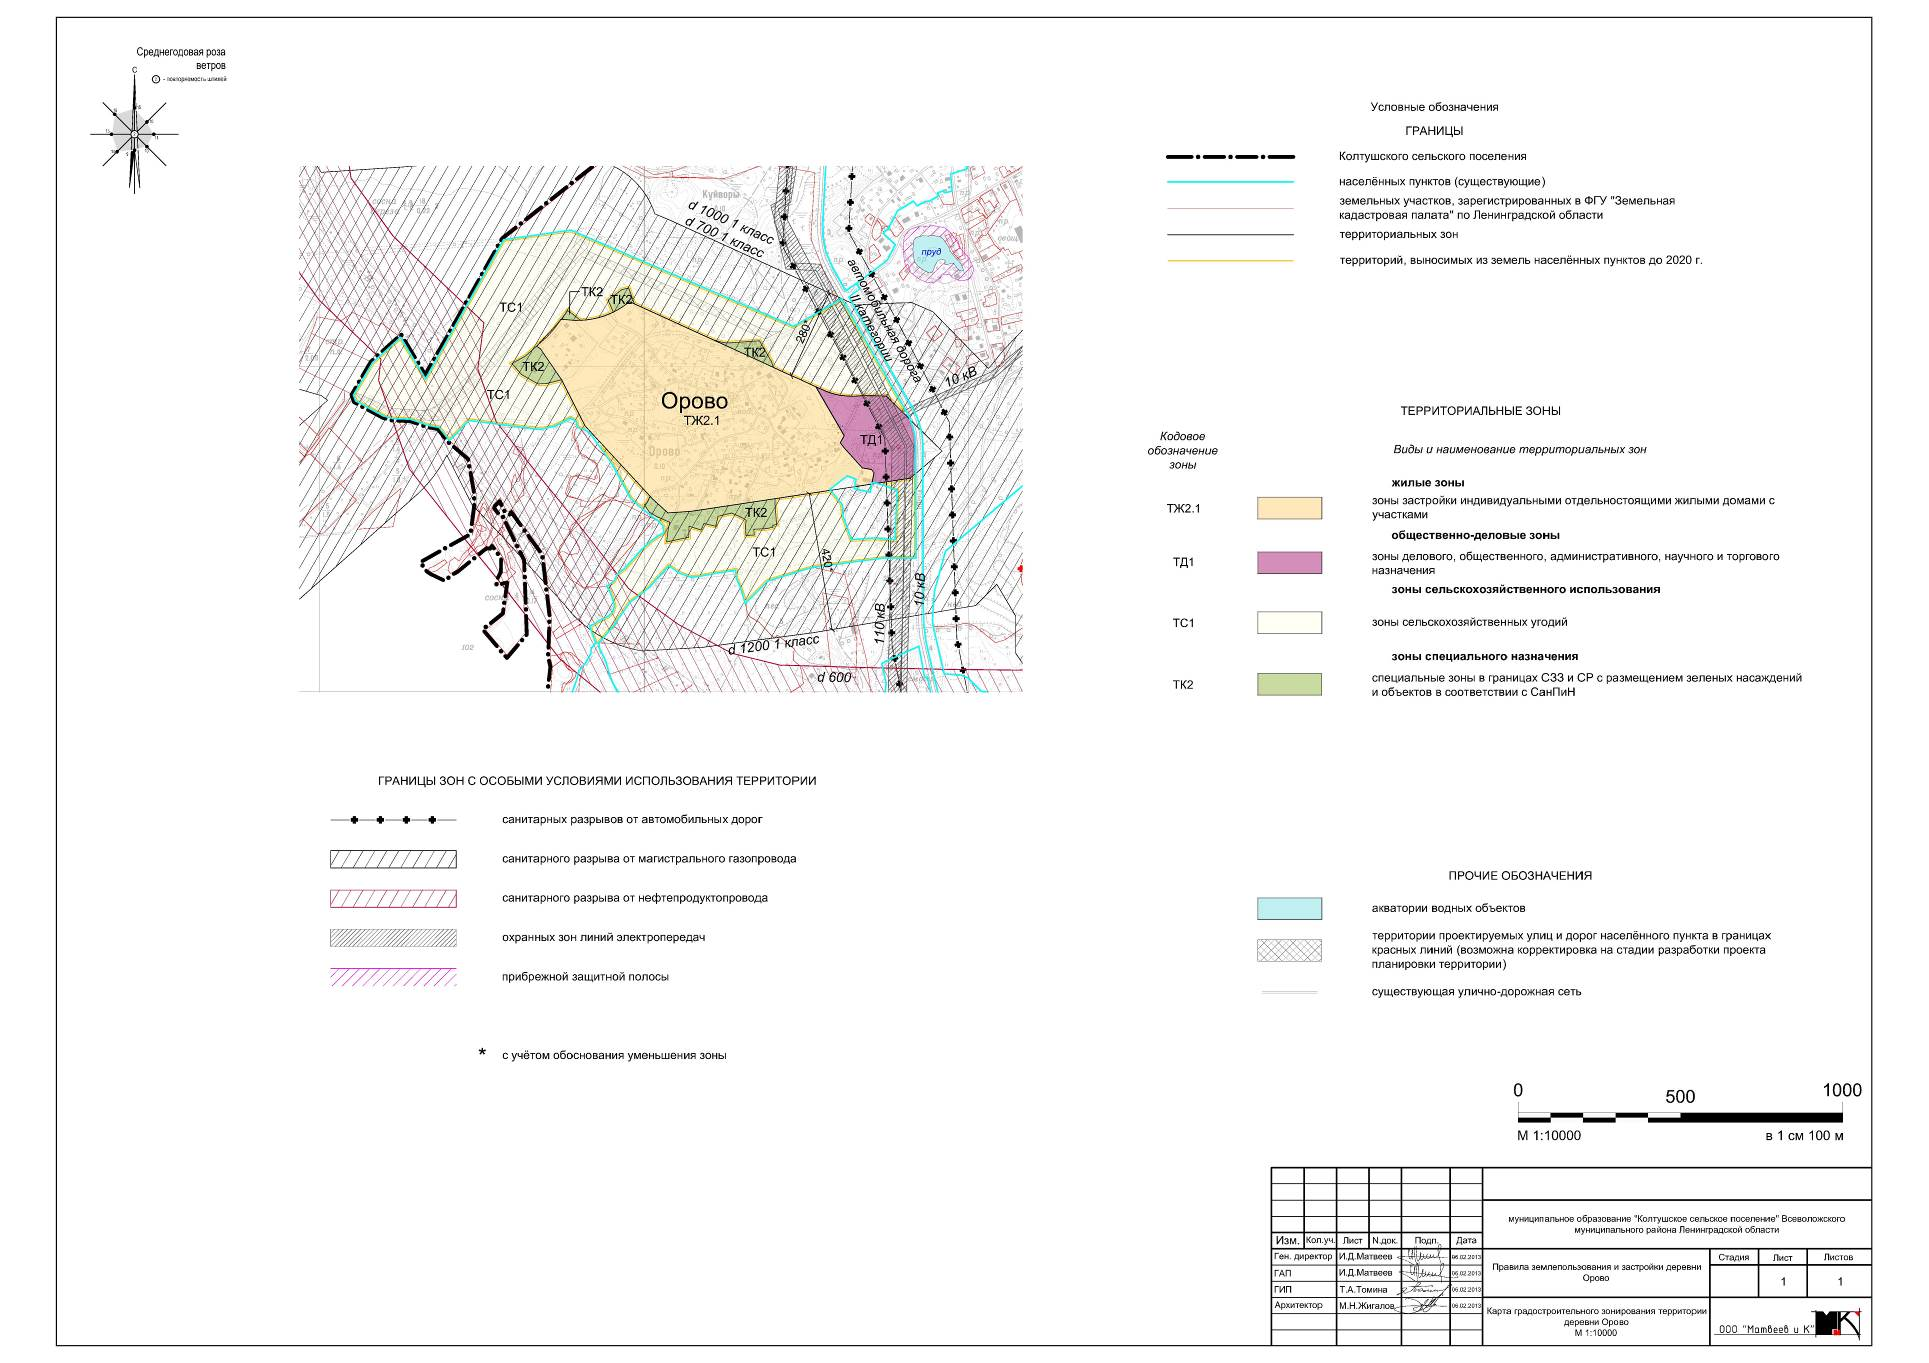 Среднегодовая роза
ветров
- повторяемость штилей
С
Куйворы
d 1000 1 класс
d 700 1 класс
пруд
автомобильная дорога
II категории
ТС1
ТК2
ТК2
280*
ТК2
ТК2
10 кВ
ТС1
Орово
ТЖ2.1
ТД1
Орово
ТК2
ТС1
420*
110 кВ
10 кВ
d 1200 1 класс
d 600
102
Условные обозначения
ГРАНИЦЫ
Колтушского сельского поселения
населённых пунктов (существующие)
земельных участков, зарегистрированных в ФГУ "Земельная
кадастровая палата" по Ленинградской области
территориальных зон
территорий, выносимых из земель населённых пунктов до 2020 г.
ТЕРРИТОРИАЛЬНЫЕ ЗОНЫ
Кодовое
обозначение
зоны
Виды и наименование территориальных зон
жилые зоны
ТЖ2.1
зоны застройки индивидуальными отдельностоящими жилыми домами с
участками
общественно-деловые зоны
ТД1
зоны делового, общественного, административного, научного и торгового
назначения
зоны сельскохозяйственного использования
ТС1
зоны сельскохозяйственных угодий
зоны специального назначения
ТК2
специальные зоны в границах СЗЗ и СР с размещением зеленых насаждений
и объектов в соответствии с СанПиН
ГРАНИЦЫ ЗОН С ОСОБЫМИ УСЛОВИЯМИ ИСПОЛЬЗОВАНИЯ ТЕРРИТОРИИ
санитарных разрывов от автомобильных дорог
санитарного разрыва от магистрального газопровода
санитарного разрыва от нефтепродуктопровода
охранных зон линий электропередач
прибрежной защитной полосы
* с учётом обоснования уменьшения зоны
ПРОЧИЕ ОБОЗНАЧЕНИЯ
акватории водных объектов
территории проектируемых улиц и дорог населённого пункта в границах
красных линий (возможна корректировка на стадии разработки проекта
планировки территории)
существующая улично-дорожная сеть
0 500 1000
М 1:10000 в 1 см 100 м
муниципальное образование "Колтушское сельское поселение" Всеволожского
муниципального района Ленинградской области
Изм. Кол.уч. Лист N.док. Подп. Дата
Ген. директор И.Д.Матвеев 06.02.2013
ГАП И.Д.Матвеев 06.02.2013
ГИП Т.А.Томина 06.02.2013
Архитектор М.Н.Жигалов 06.02.2013
Правила землепользования и застройки деревни
Орово
Стадия Лист Листов
1 1
Карта градостроительного зонирования территории
деревни Орово
М 1:10000
ООО "Матвеев и К"
МК